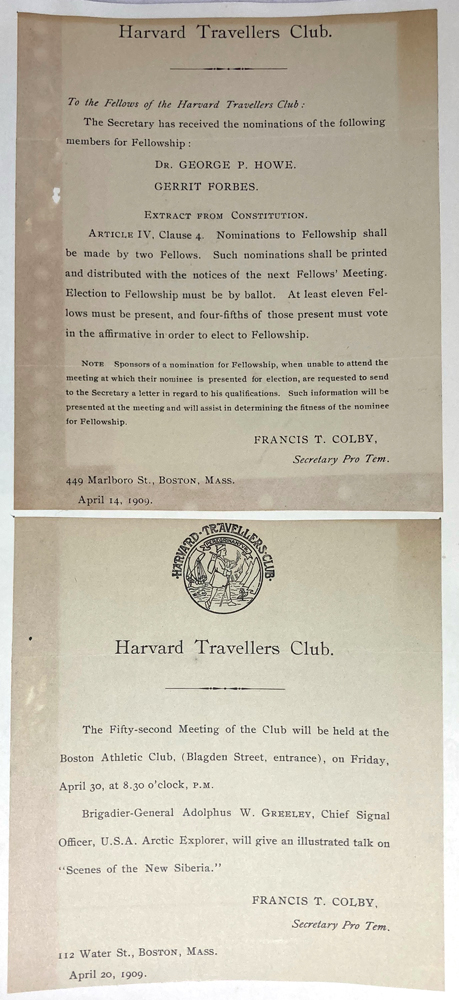 Harvard Travellers Club.
To the Fellows of the Harvard Travellers Club :
The Secretary has received the nominations of the following
members for Fellowship :
DR. GEORGE P. HOWE.
GERRIT FORBES.
EXTRACT FROM CONSTITUTION.
ARTICLE IV, Clause 4. Nominations to Fellowship shall
be made by two Fellows. Such nominations shall be printed
and distributed with the notices of the next Fellows' Meeting.
Election to Fellowship must be by ballot. At least eleven Fel-
lows must be present, and four-fifths of those present must vote
in the affirmative in order to elect to Fellowship.
NOTE Sponsors of a nomination for Fellowship, when unable to attend the
meeting at which their nominee is presented for election, are requested to send
to the Secretary a letter in regard to his qualifications. Such information will be
presented at the meeting and will assist in determining the fitness of the nominee
for Fellowship.
FRANCIS T. COLBY,
Secretary Pro Tem.
449 Marlboro St., BOSTON, MASS.
April 14, 1909.
HARVARD·TRAVELLERS·CLUB·
Harvard Travellers Club.
The Fifty-second Meeting of the Club will be held at the
Boston Athletic Club, (Blagden Street, entrance), on Friday,
April 30, at 8.30 o'clock, P.M.
Brigadier-General Adolphus W. GREELEY, Chief Signal
Officer, U.S.A. Arctic Explorer, will give an illustrated talk on
"Scenes of the New Siberia."
FRANCIS T. COLBY,
Secretary Pro Tem.
112 Water St., BOSTON, MASS.
April 20, 1909.